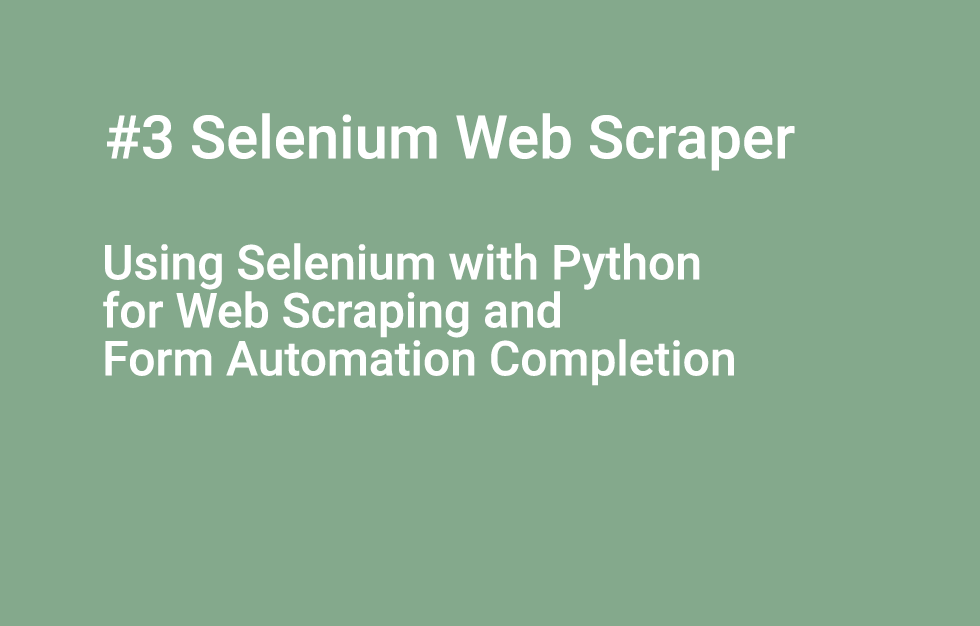 #3 Selenium Web Scraper
Using Selenium with Python
for Web Scraping and
Form Automation Completion